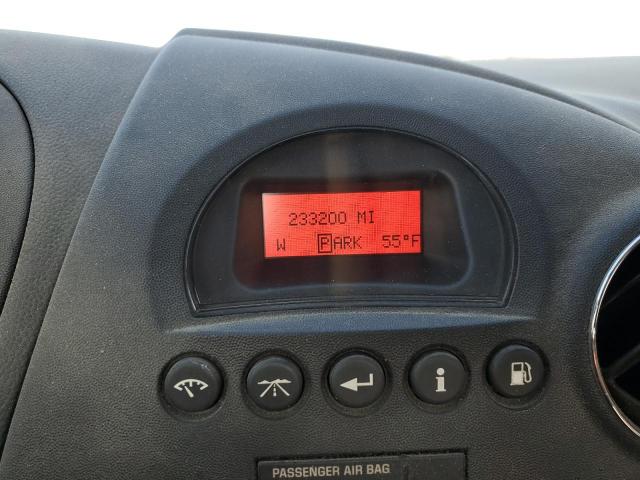 233200 MI
W PARK 55°F
i
PASSENGER AIR BAG